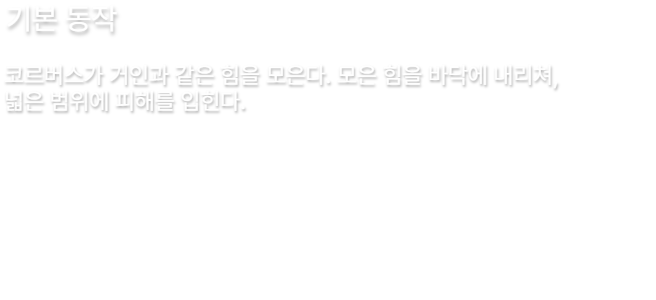 기본 동작
코르버스가 거인과 같은 힘을 모은다. 모은 힘을 바닥에 내리쳐,
넓은 범위에 피해를 입힌다.